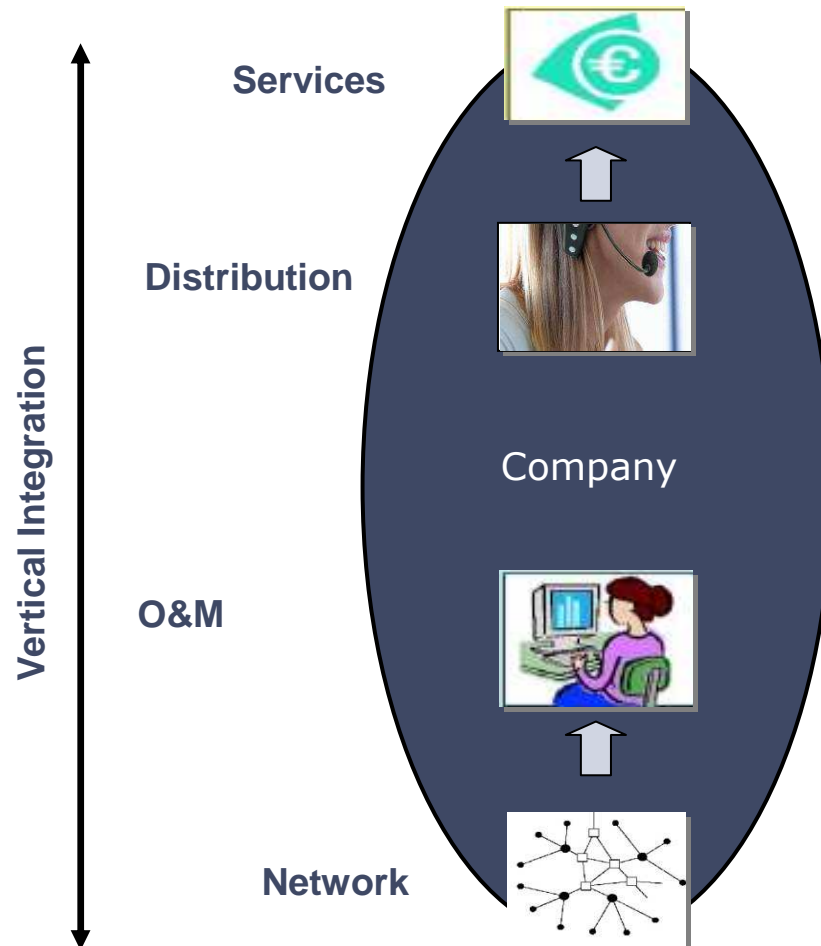 Services
Distribution
Vertical Integration
Company
O&M
Network